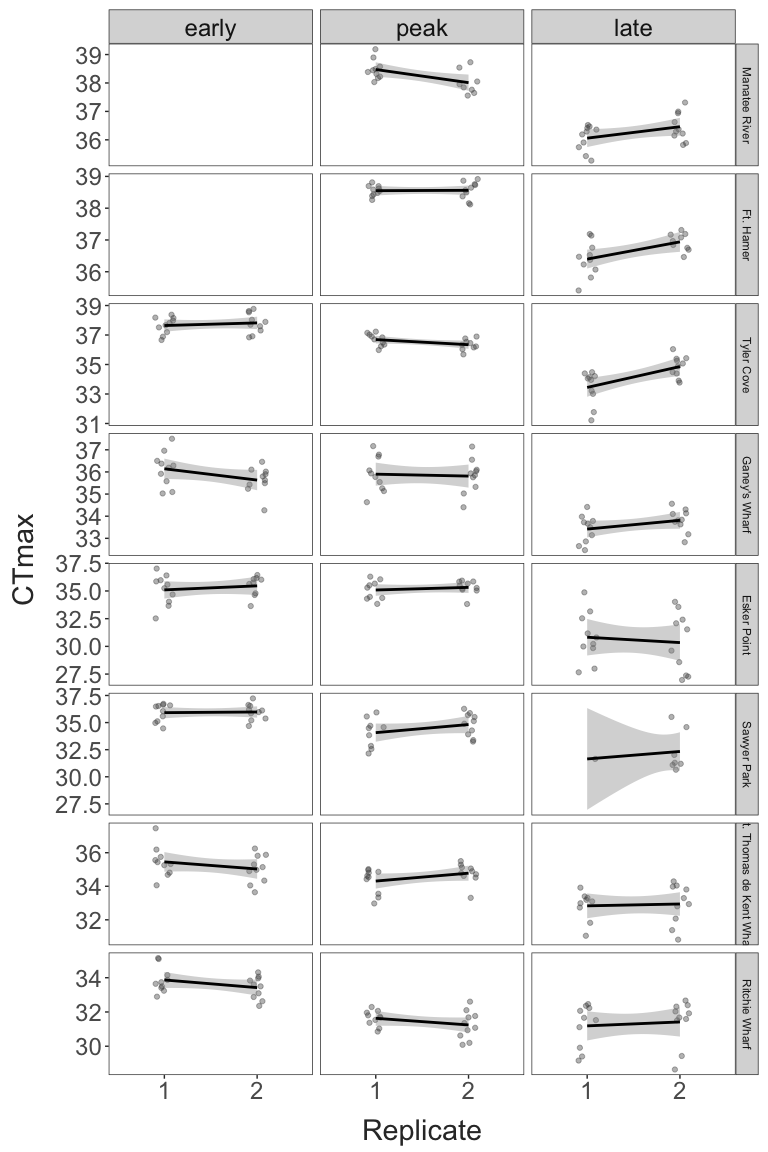 early peak late
39
38
37
36
Manatee River
39
38
37
36
Ft. Hamer
39
37
35
33
31
Tyler Cove
37
36
35
34
33
Ganey's Wharf
37.5
35.0
32.5
30.0
27.5
Esker Point
37.5
35.0
32.5
30.0
27.5
Sawyer Park
36
34
32
t. Thomas de Kent Wha
34
32
30
Ritchie Wharf
CTmax
1 2 1 2 1 2
Replicate